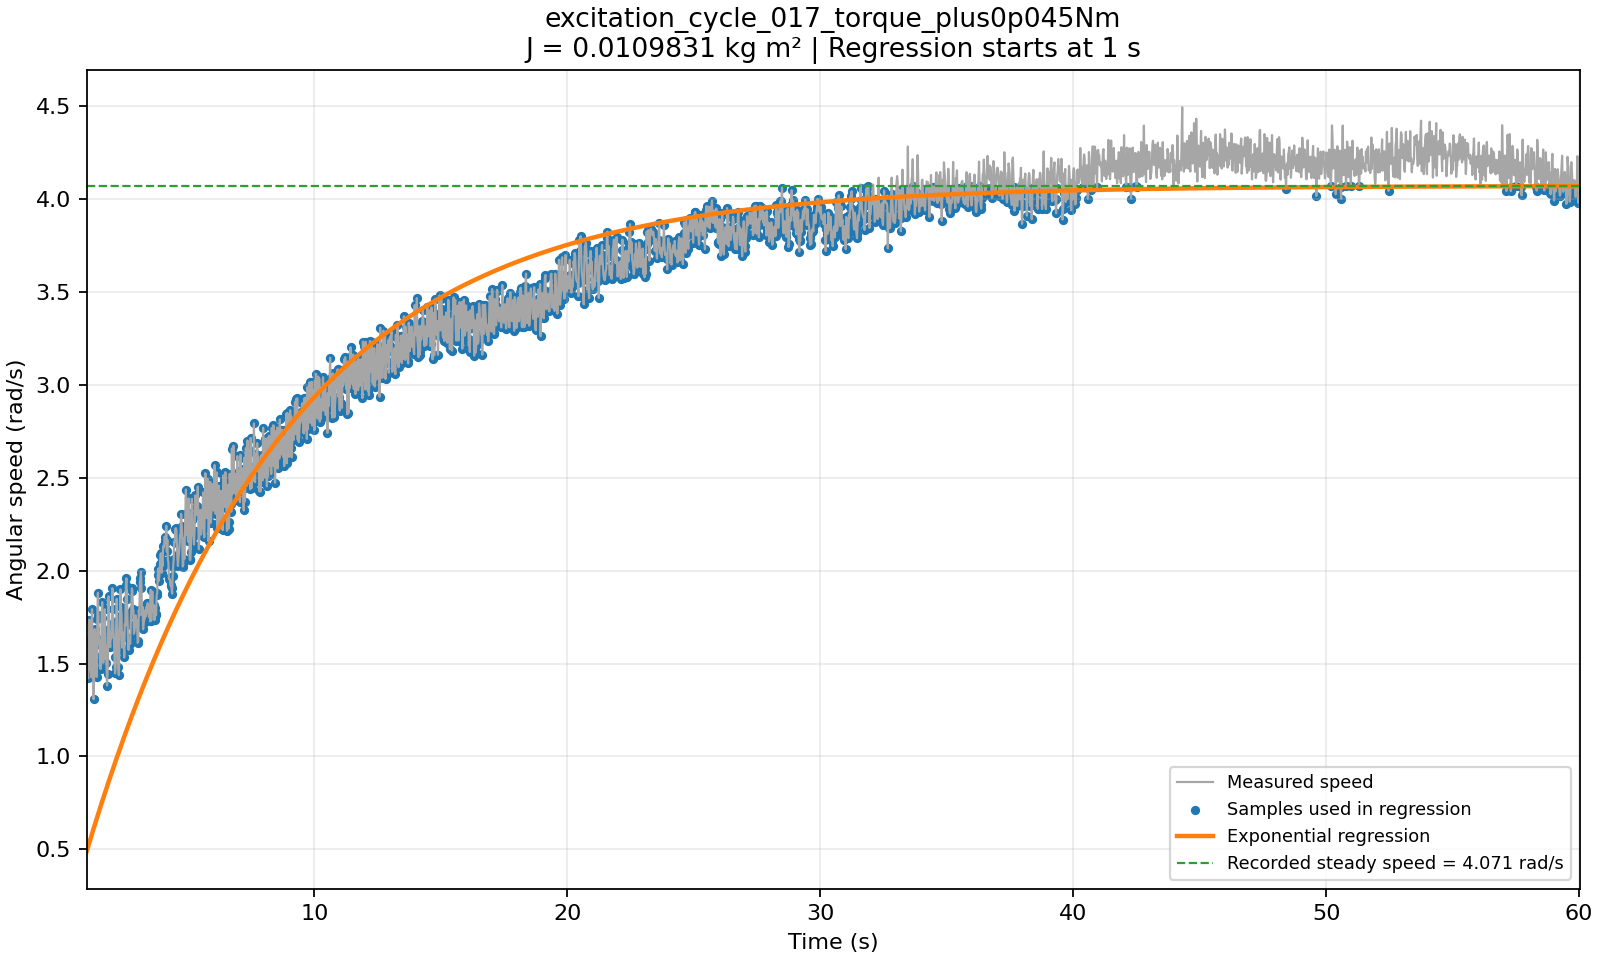 excitation_cycle_017_torque_plus0p045Nm
J = 0.0109831 kg m² | Regression starts at 1 s
Angular speed (rad/s)
4.5
4.0
3.5
3.0
2.5
2.0
1.5
1.0
0.5
Measured speed
Samples used in regression
Exponential regression
Recorded steady speed = 4.071 rad/s
10
20
30
40
50
60
Time (s)